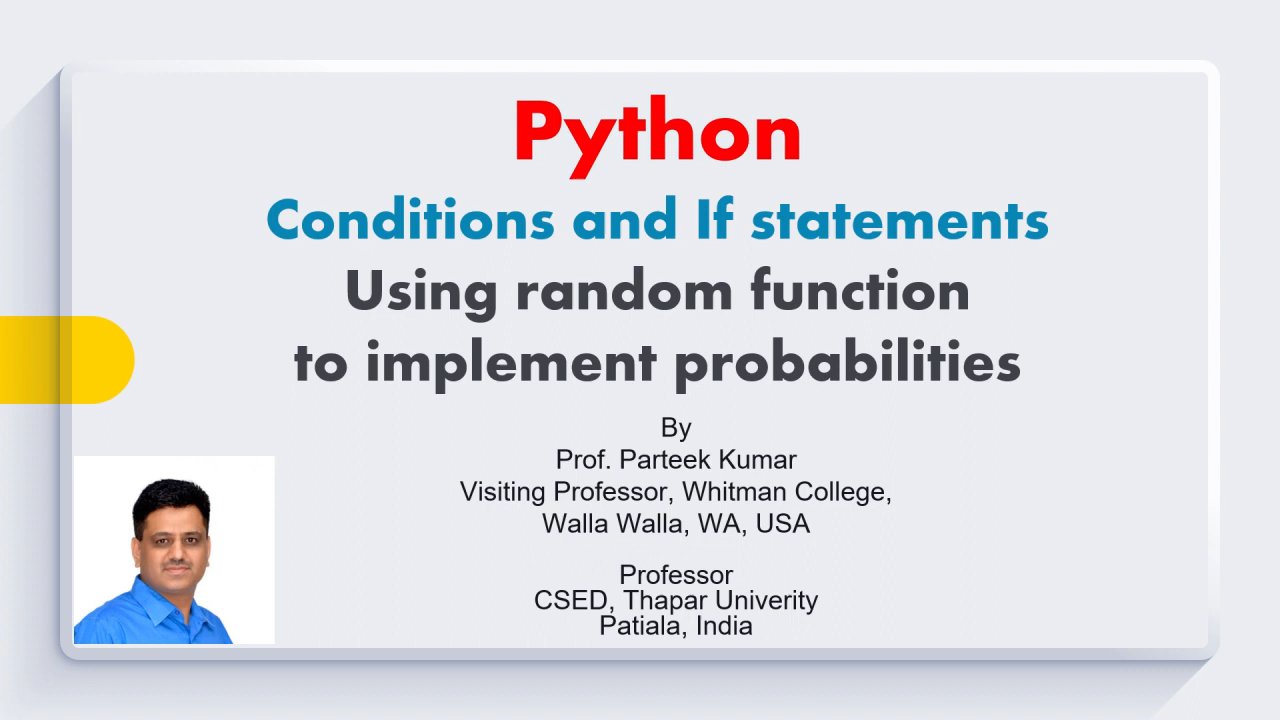 Python
Conditions and If statements
Using random function
to implement probabilities
By
Prof. Parteek Kumar
Visiting Professor, Whitman College,
Walla Walla, WA, USA
Professor
CSED, Thapar Univerity
Patiala, India